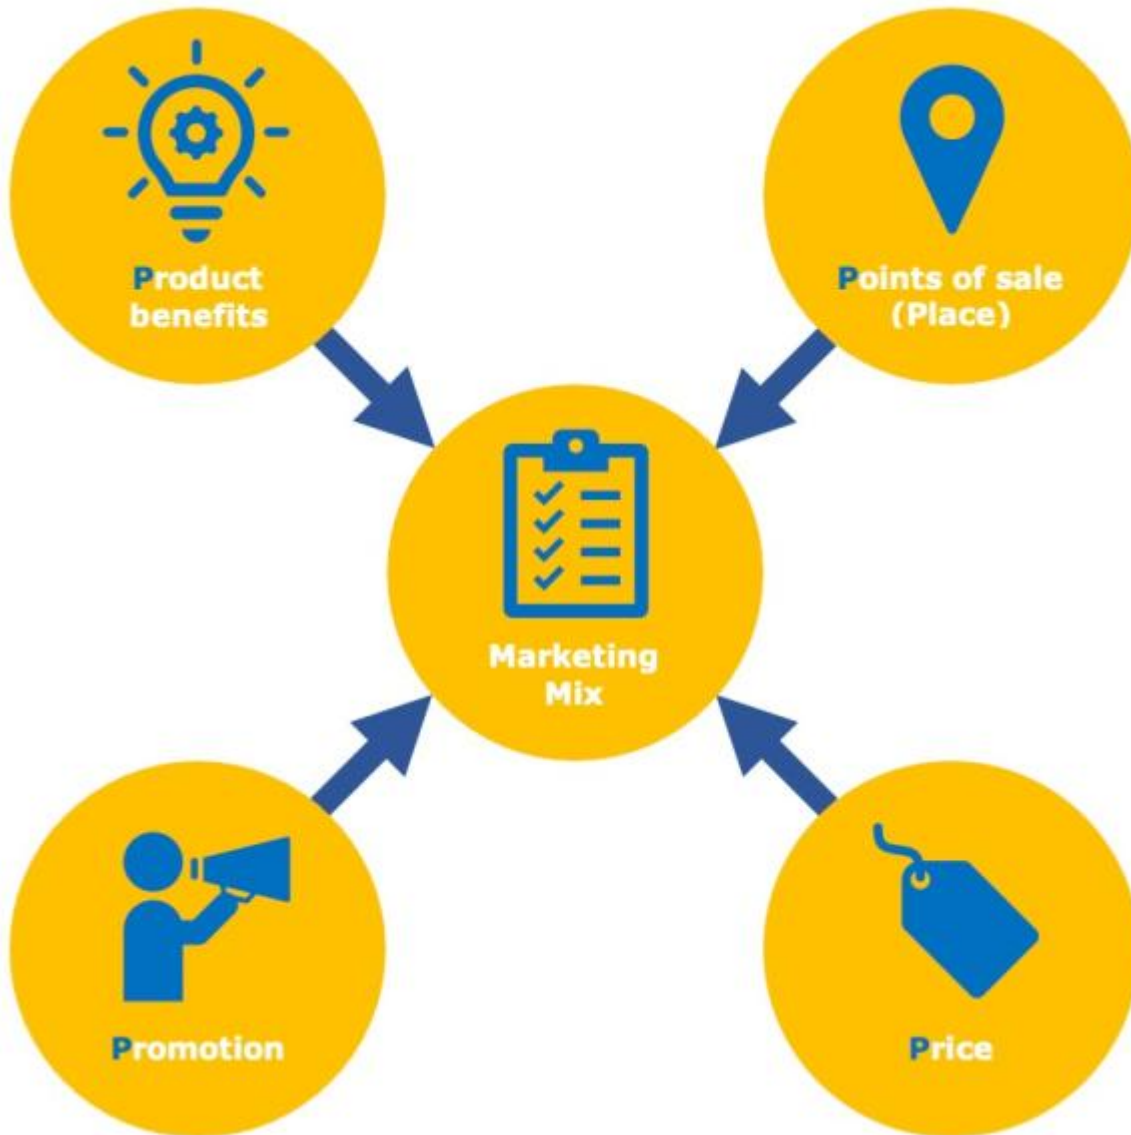 Product
benefits
Points of sale
(Place)
Marketing
Mix
Promotion
Price